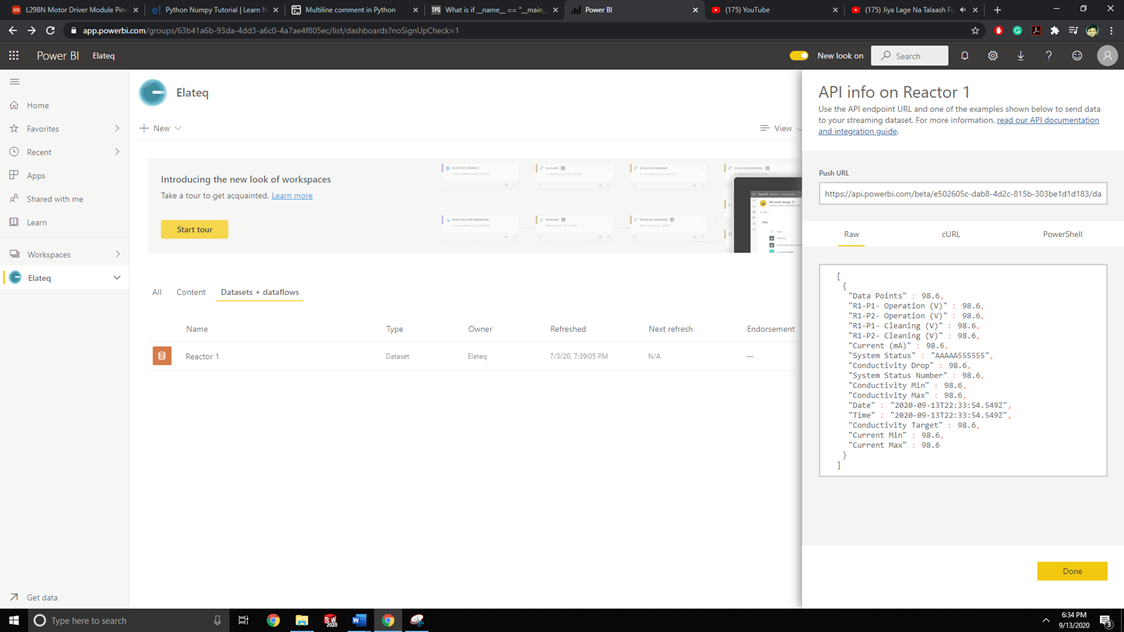 L298N Motor Driver Module Pin
Python Numpy Tutorial | Learn N
Multiline comment in Python
What is if __name__ == "__main_
Power BI
(175) YouTube
(175) Jiya Lage Na Talaash Fu
app.powerbi.com/groups/63b41a6b-93da-4dd3-a6c0-4a7ae4f805ec/list/dashboards?noSignUpCheck=1
Power BI Elateq
New look on
Search
Home
Favorites
Recent
Apps
Shared with me
Learn
Workspaces
Elateq
Get data
Elateq
New
View
Introducing the new look of workspaces
Take a tour to get acquainted. Learn more
Start tour
All Content Datasets + dataflows
Name Type Owner Refreshed Next refresh Endorsement
Reactor 1 Dataset Elateq 7/3/20, 7:39:05 PM N/A —
API info on Reactor 1
Use the API endpoint URL and one of the examples shown below to send data
to your streaming dataset. For more information, read our API documentation
and integration guide.
Push URL
https://api.powerbi.com/beta/e502605c-dab8-4d2c-815b-303be1d1d183/da
Raw cURL PowerShell
[
{
"Data Points" : 98.6,
"R1-P1- Operation (V)" : 98.6,
"R1-P2- Operation (V)" : 98.6,
"R1-P1- Cleaning (V)" : 98.6,
"R1-P2- Cleaning (V)" : 98.6,
"Current (mA)" : 98.6,
"System Status" : "AAAAA555555",
"Conductivity Drop" : 98.6,
"System Status Number" : 98.6,
"Conductivity Min" : 98.6,
"Conductivity Max" : 98.6,
"Date" : "2020-09-13T22:33:54.549Z",
"Time" : "2020-09-13T22:33:54.549Z",
"Conductivity Target" : 98.6,
"Current Min" : 98.6,
"Current Max" : 98.6
}
]
Done
Type here to search
6:34 PM
9/13/2020